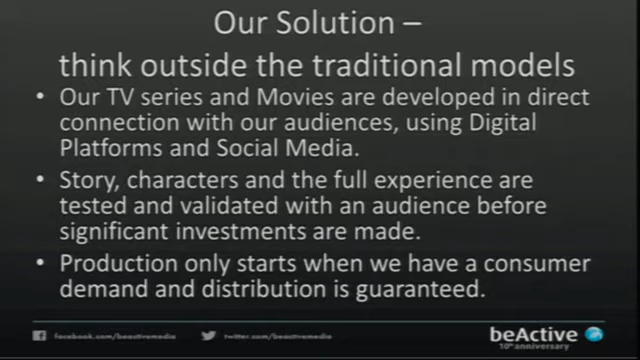 Our Solution –
think outside the traditional models
• Our TV series and Movies are developed in direct
connection with our audiences, using Digital
Platforms and Social Media.
• Story, characters and the full experience are
tested and validated with an audience before
significant investments are made.
• Production only starts when we have a consumer
demand and distribution is guaranteed.
facebook.com/beactivemedia twitter.com/beactivemedia beActive
10th anniversary